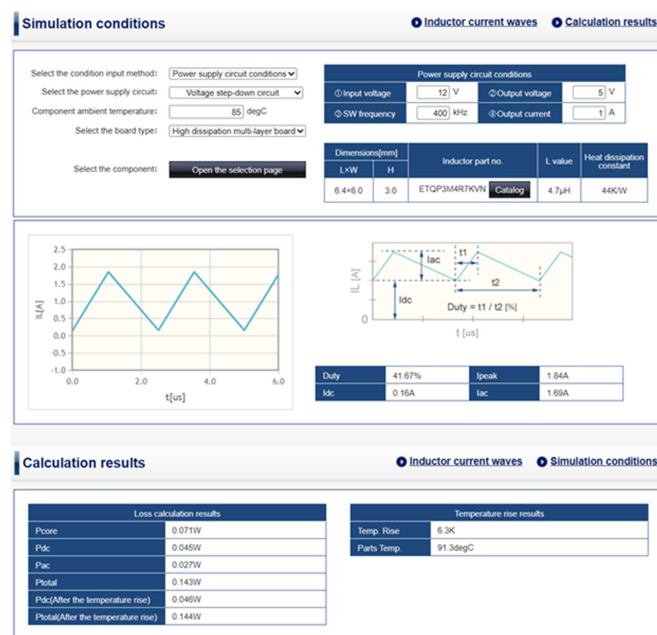 Simulation conditions
Inductor current waves Calculation results
Select the condition input method: Power supply circuit conditions
Select the power supply circuit: Voltage step-down circuit
Component ambient temperature: 85 degC
Select the board type: High dissipation multi-layer board
Select the component: Open the selection page
Power supply circuit conditions
①Input voltage 12 V ②Output voltage 5 V
③SW frequency 400 kHz ④Output current 1 A
Dimensions[mm] Inductor part no. L value Heat dissipation constant
L×W H
6.4×6.0 3.0 ETQP3M4R7KVN Catalog 4.7μH 44K/W
2.5
2.0
1.5
1.0
0.5
0.0
-0.5
-1.0
IL[A]
0.0 2.0 4.0 6.0
t[us]
IL [A]
Iac t1
t2
Idc
Duty = t1 / t2 [%]
0
t [us]
Duty 41.67% Ipeak 1.84A
Idc 0.16A Iac 1.69A
Calculation results
Inductor current waves Simulation conditions
Loss calculation results
Pcore 0.071W
Pdc 0.045W
Pac 0.027W
Ptotal 0.143W
Pdc(After the temperature rise) 0.046W
Ptotal(After the temperature rise) 0.144W
Temperature rise results
Temp. Rise 6.3K
Parts Temp. 91.3degC